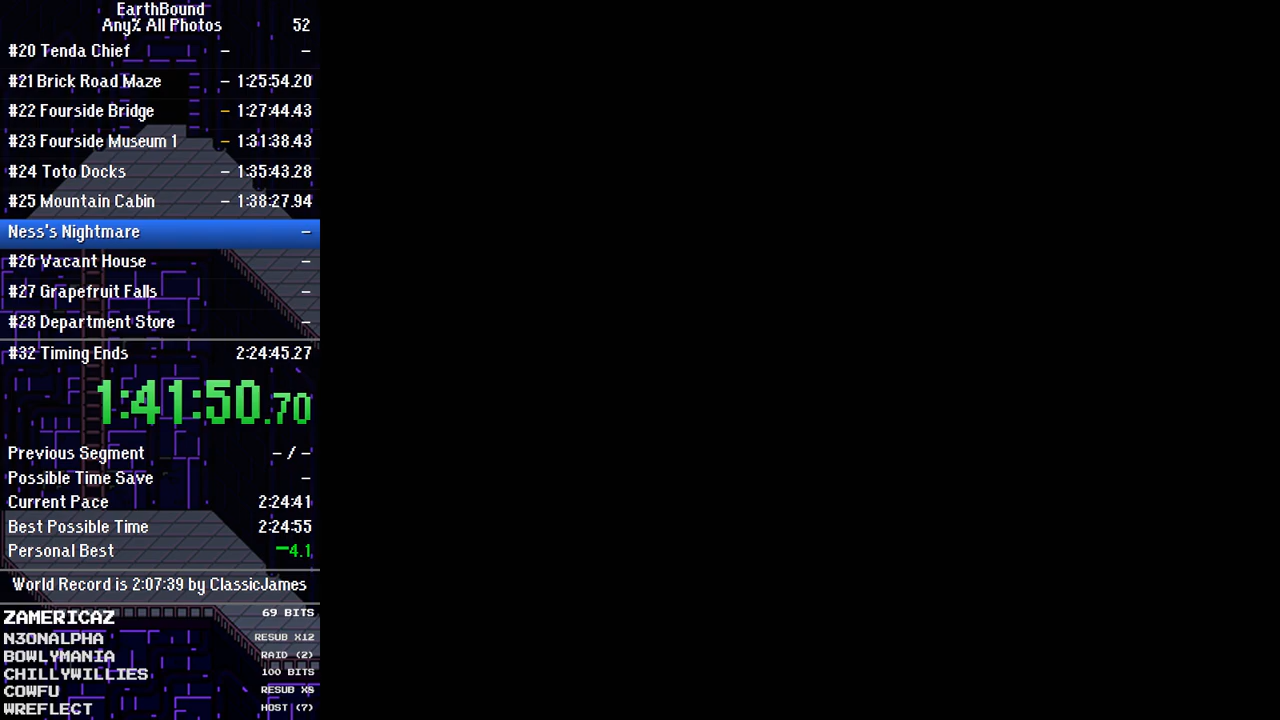 EarthBound
Any% All Photos 52
#20 Tenda Chief – –
#21 Brick Road Maze – 1:25:54.20
#22 Fourside Bridge – 1:27:44.43
#23 Fourside Museum 1 – 1:31:38.43
#24 Toto Docks – 1:35:43.28
#25 Mountain Cabin – 1:38:27.94
Ness's Nightmare –
#26 Vacant House –
#27 Grapefruit Falls –
#28 Department Store –
#32 Timing Ends 2:24:45.27
1:41:50.70
Previous Segment – / –
Possible Time Save –
Current Pace 2:24:41
Best Possible Time 2:24:55
Personal Best −4.1
World Record is 2:07:39 by ClassicJames
ZAMERICAZ 69 BITS
N3ONALPHA RESUB X12
BOWLYMANIA RAID (2)
CHILLYWILLIES 100 BITS
COWFU RESUB X8
WREFLECT HOST (7)